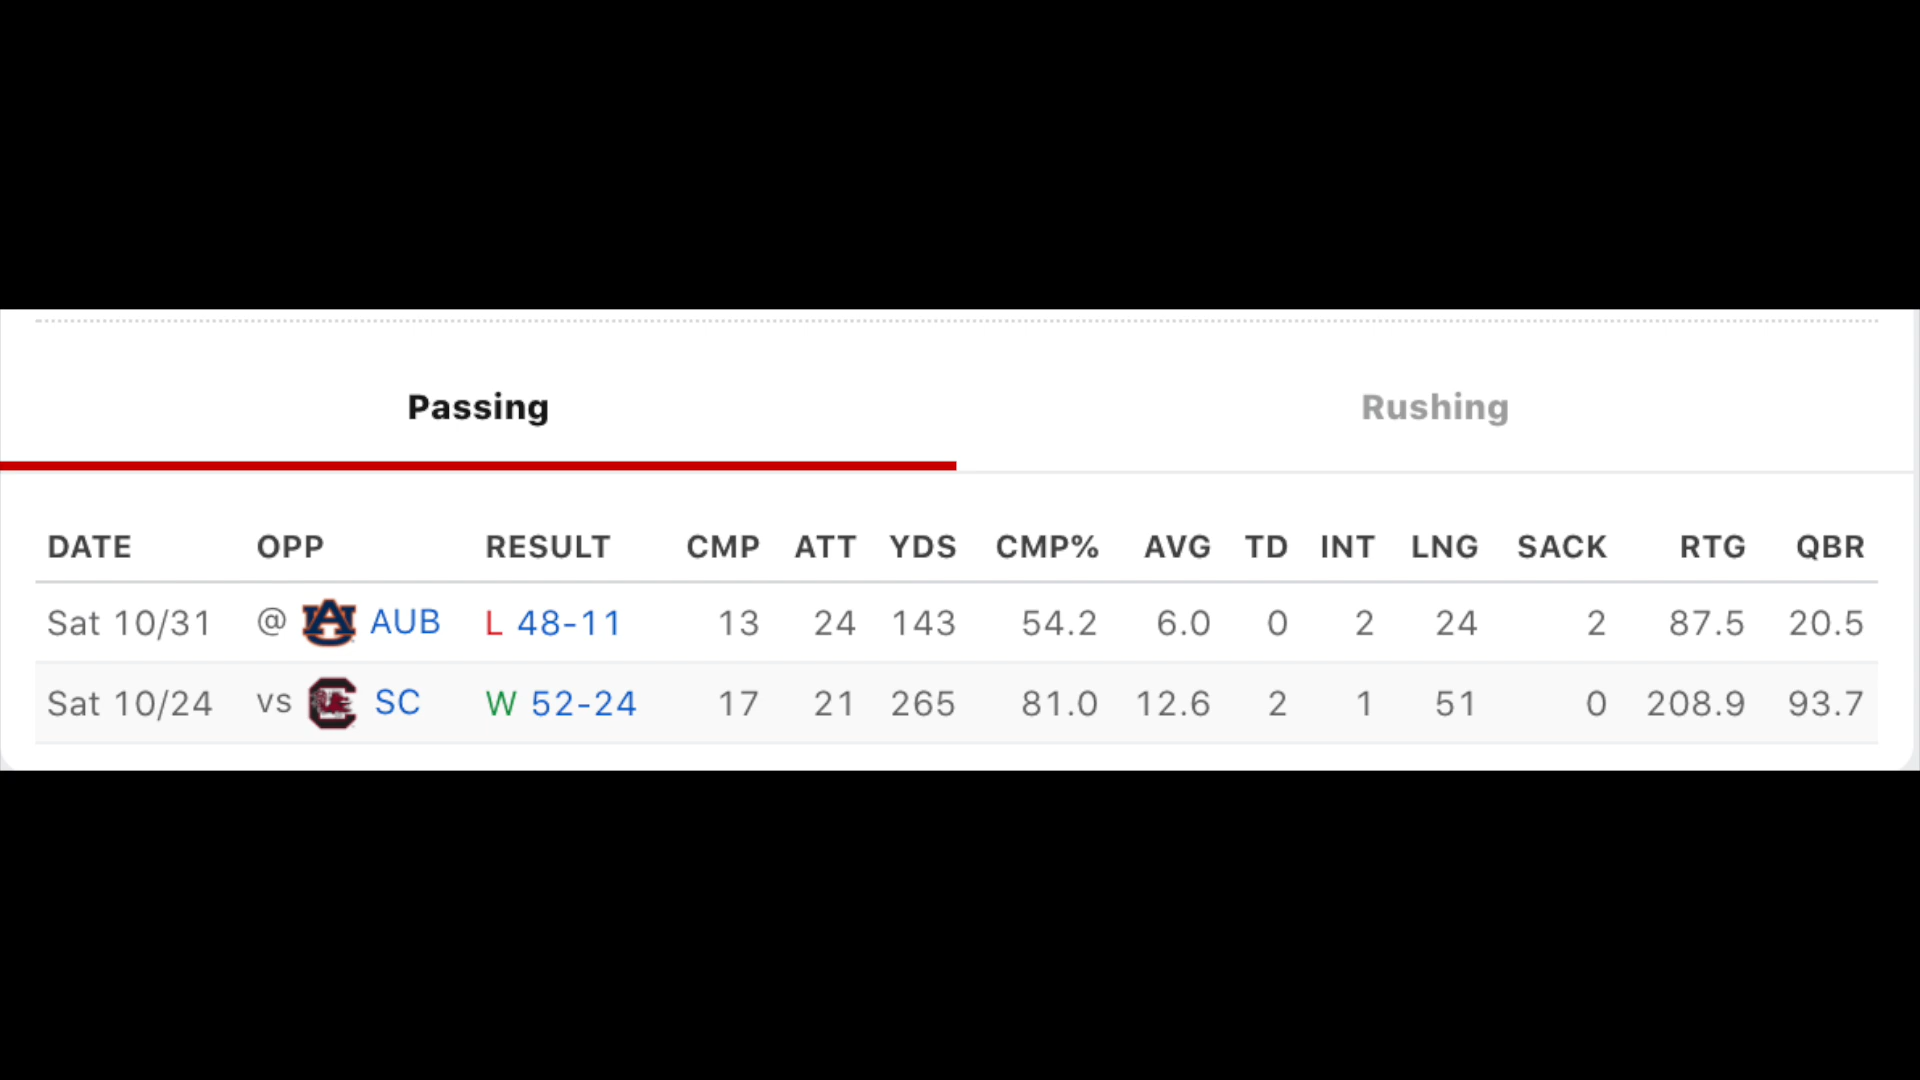 Passing Rushing
DATE OPP RESULT CMP ATT YDS CMP% AVG TD INT LNG SACK RTG QBR
Sat 10/31 @ AUB L 48-11 13 24 143 54.2 6.0 0 2 24 2 87.5 20.5
Sat 10/24 vs SC W 52-24 17 21 265 81.0 12.6 2 1 51 0 208.9 93.7